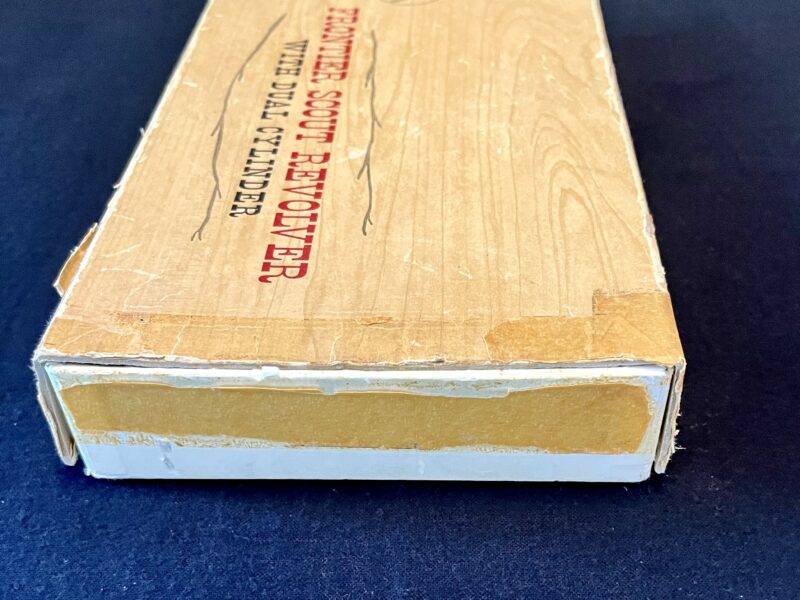 FRONTIER SCOUT REVOLVER
WITH DUAL CYLINDER